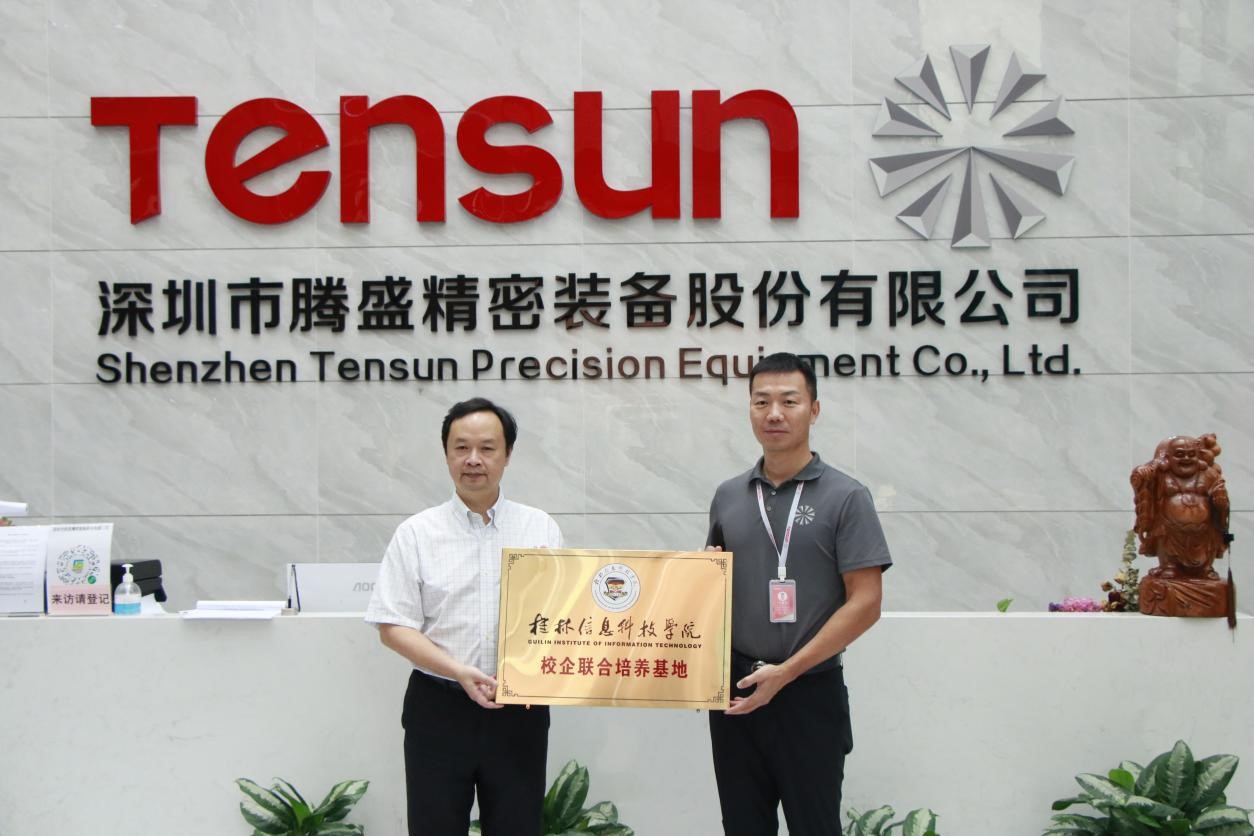 Tensun
深圳市腾盛精密装备股份有限公司
Shenzhen Tensun Precision Equipment Co., Ltd.
来访请登记
AOC
桂林信息科技学院
GUILIN INSTITUTE OF INFORMATION TECHNOLOGY
校企联合培养基地